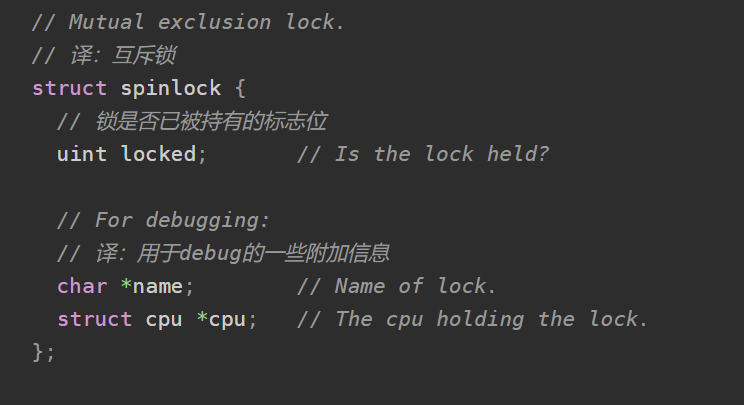 // Mutual exclusion lock.
// 译：互斥锁
struct spinlock {
  // 锁是否已被持有的标志位
  uint locked;       // Is the lock held?

  // For debugging:
  // 译：用于debug的一些附加信息
  char *name;        // Name of lock.
  struct cpu *cpu;   // The cpu holding the lock.
};